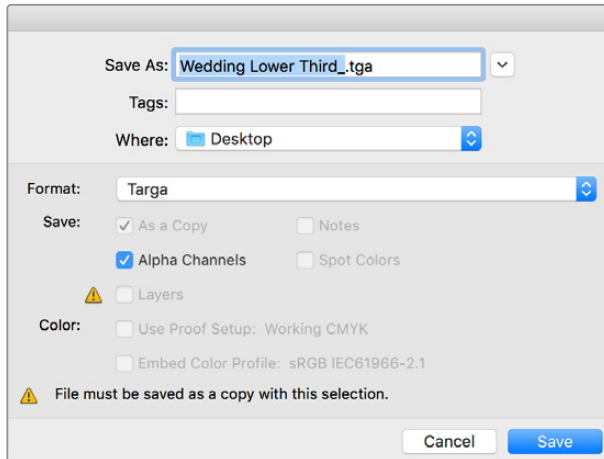 Save As: Wedding Lower Third_.tga
Tags:
Where: Desktop
Format: Targa
Save: As a Copy Notes
Alpha Channels Spot Colors
Layers
Color: Use Proof Setup: Working CMYK
Embed Color Profile: sRGB IEC61966-2.1
File must be saved as a copy with this selection.
Cancel Save